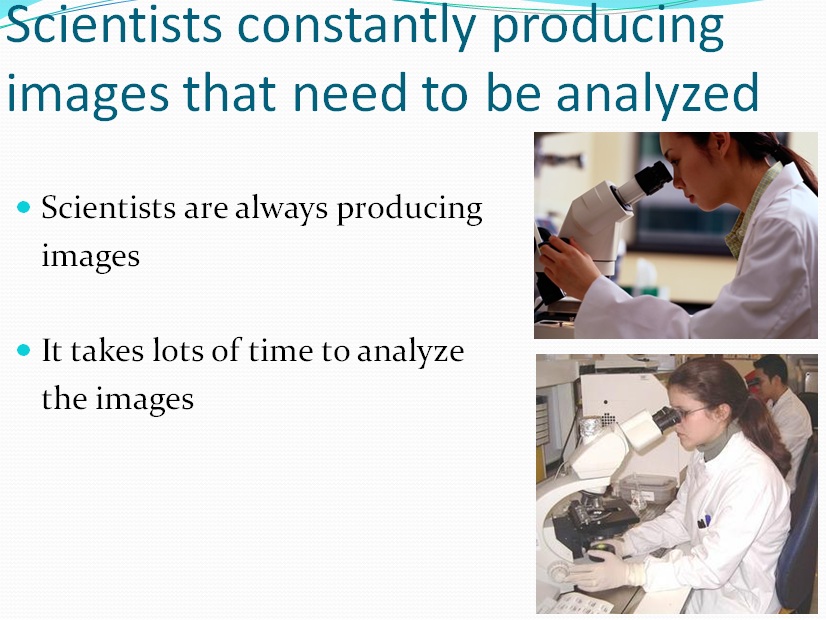 Scientists constantly producing
images that need to be analyzed
Scientists are always producing
images
It takes lots of time to analyze
the images